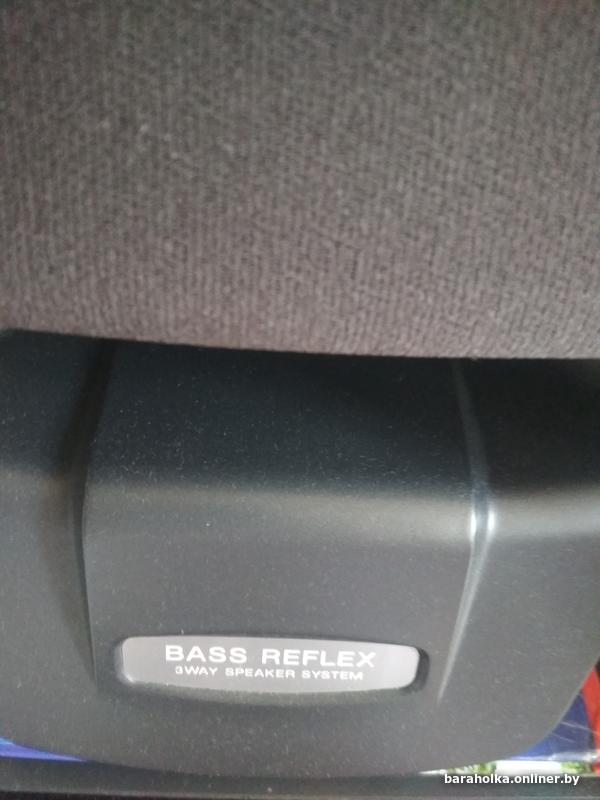 BASS REFLEX
3WAY SPEAKER SYSTEM
baraholka.onliner.by